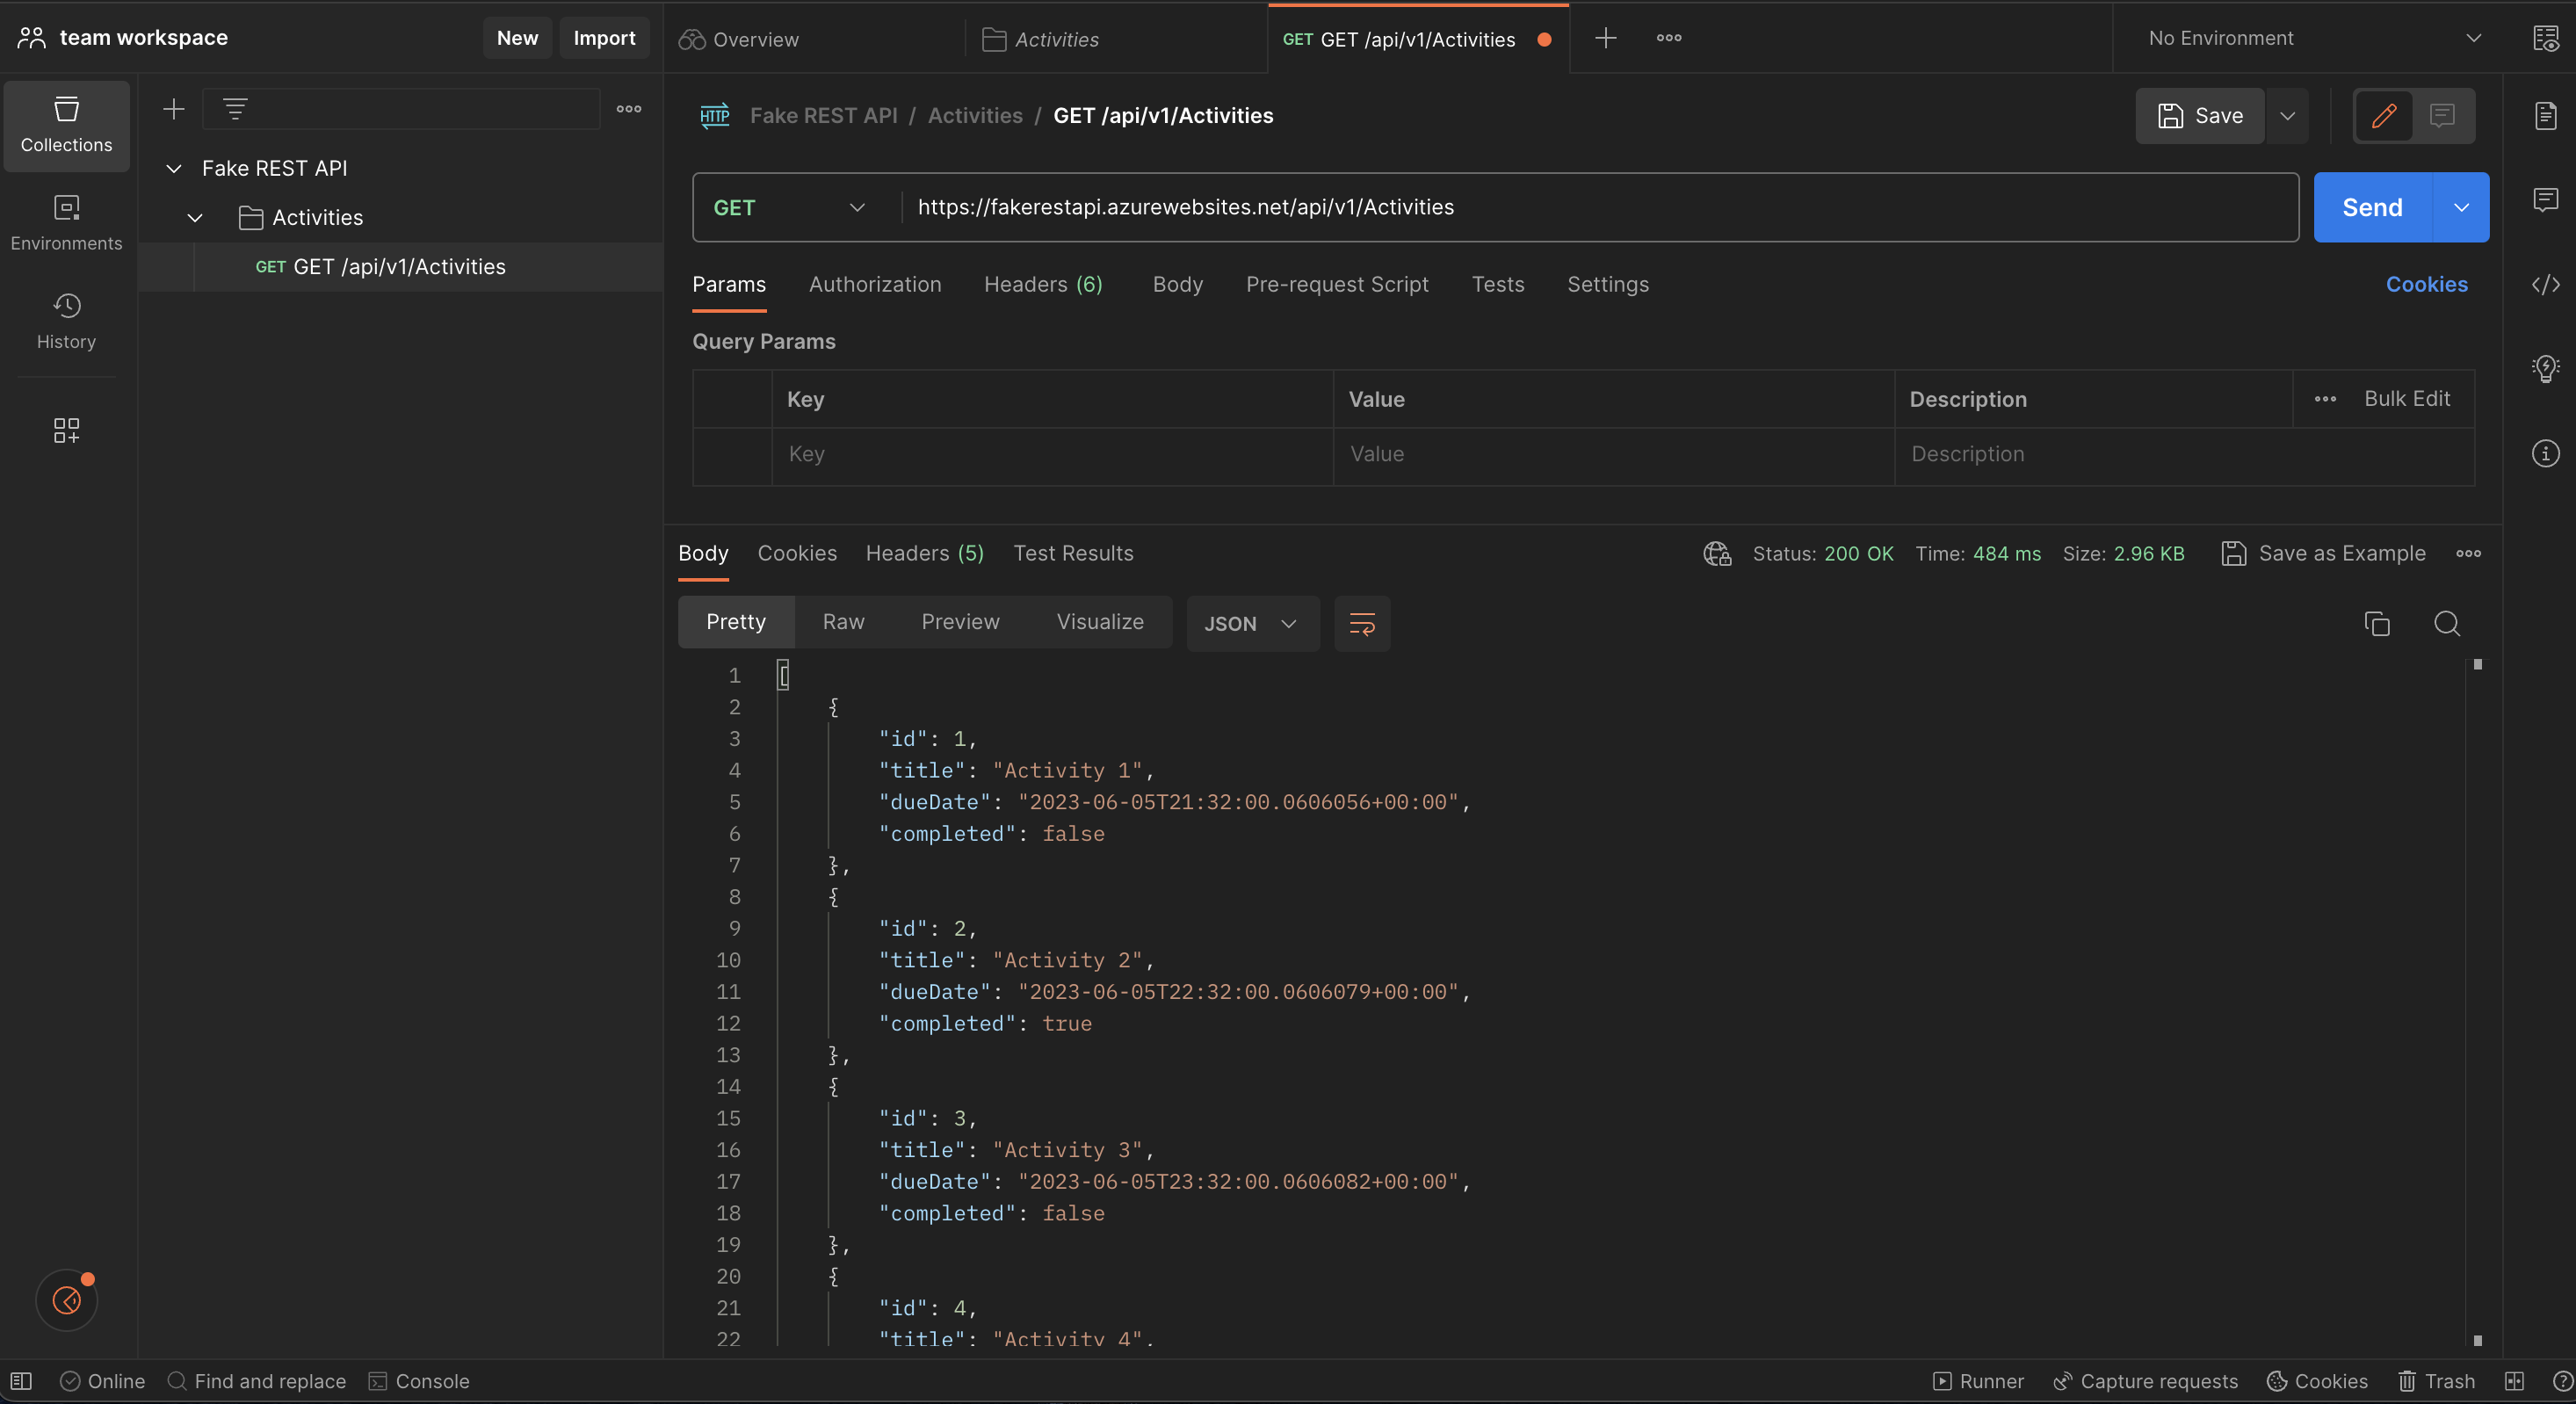 team workspace
New
Import
Overview
Activities
GET GET /api/v1/Activities
No Environment
Collections
Environments
History
Fake REST API
Activities
GET GET /api/v1/Activities
HTTP Fake REST API / Activities / GET /api/v1/Activities
Save
GET https://fakerestapi.azurewebsites.net/api/v1/Activities
Send
Params Authorization Headers (6) Body Pre-request Script Tests Settings Cookies
Query Params
Key Value Description Bulk Edit
Key Value Description
Body Cookies Headers (5) Test Results Status: 200 OK Time: 484 ms Size: 2.96 KB Save as Example
Pretty Raw Preview Visualize JSON
1 [
2 {
3 "id": 1,
4 "title": "Activity 1",
5 "dueDate": "2023-06-05T21:32:00.0606056+00:00",
6 "completed": false
7 },
8 {
9 "id": 2,
10 "title": "Activity 2",
11 "dueDate": "2023-06-05T22:32:00.0606079+00:00",
12 "completed": true
13 },
14 {
15 "id": 3,
16 "title": "Activity 3",
17 "dueDate": "2023-06-05T23:32:00.0606082+00:00",
18 "completed": false
19 },
20 {
21 "id": 4,
22 "title": "Activity 4",
Online Find and replace Console Runner Capture requests Cookies Trash